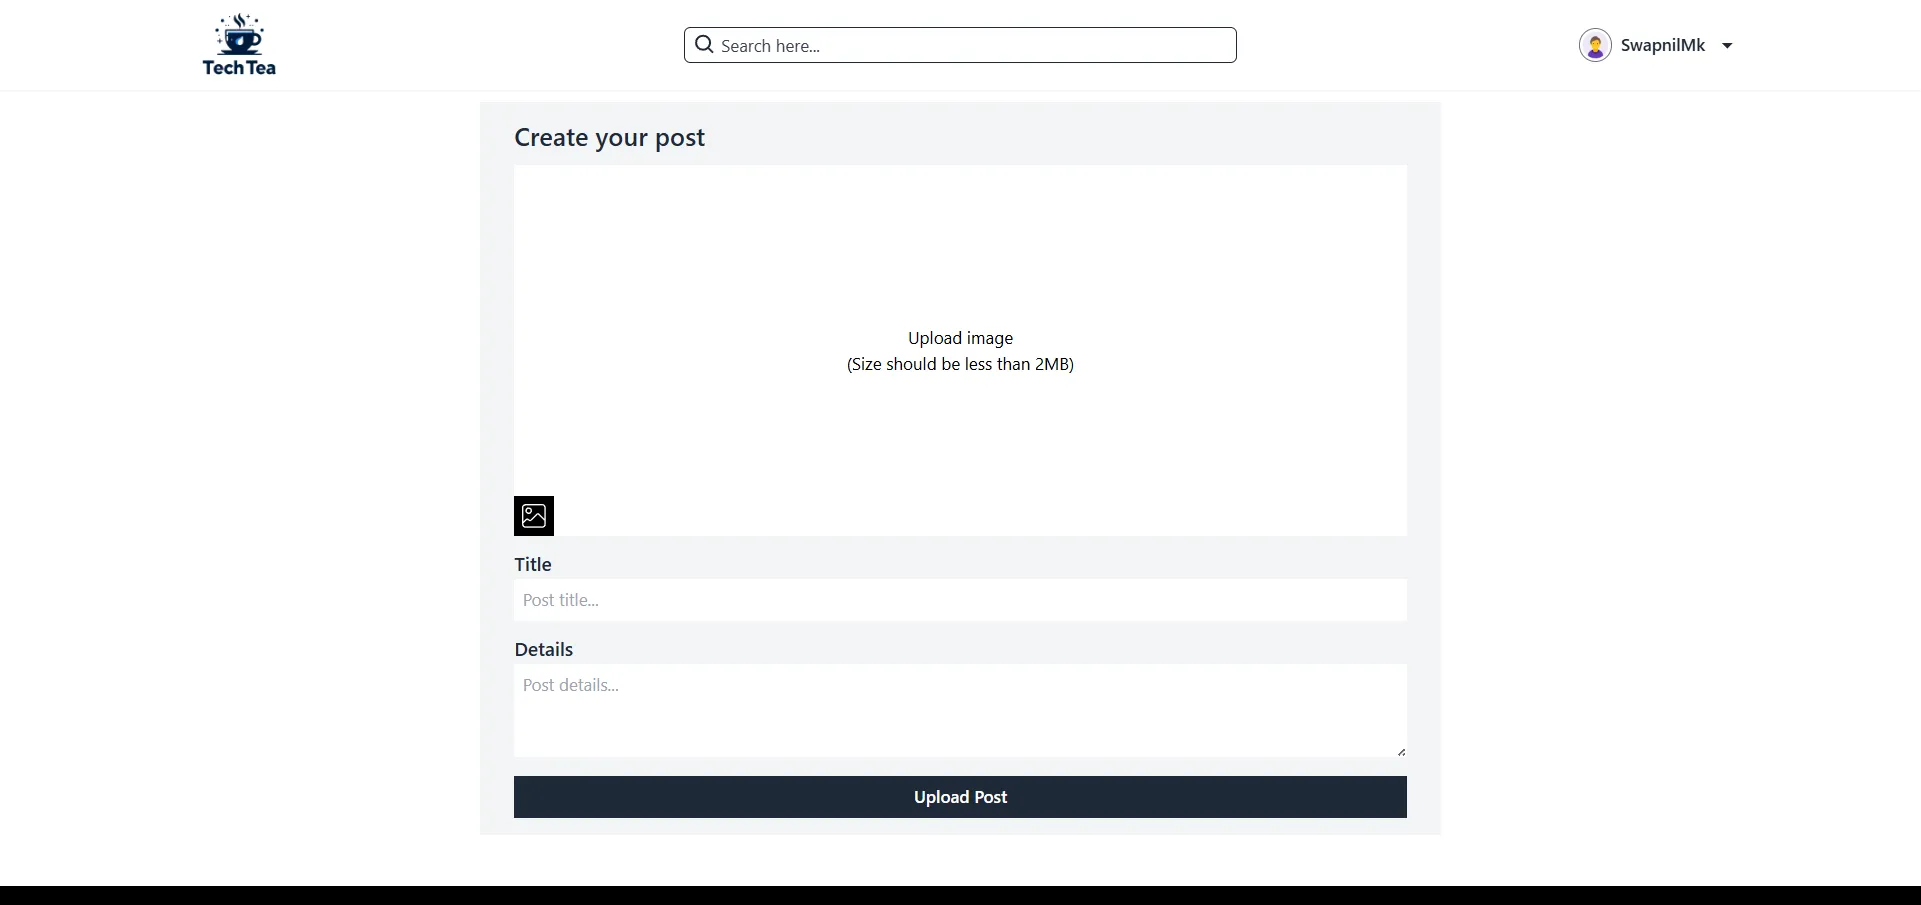 Tech Tea
Search here...
SwapnilMk
Create your post
Upload image
(Size should be less than 2MB)
Title
Post title...
Details
Post details...
Upload Post